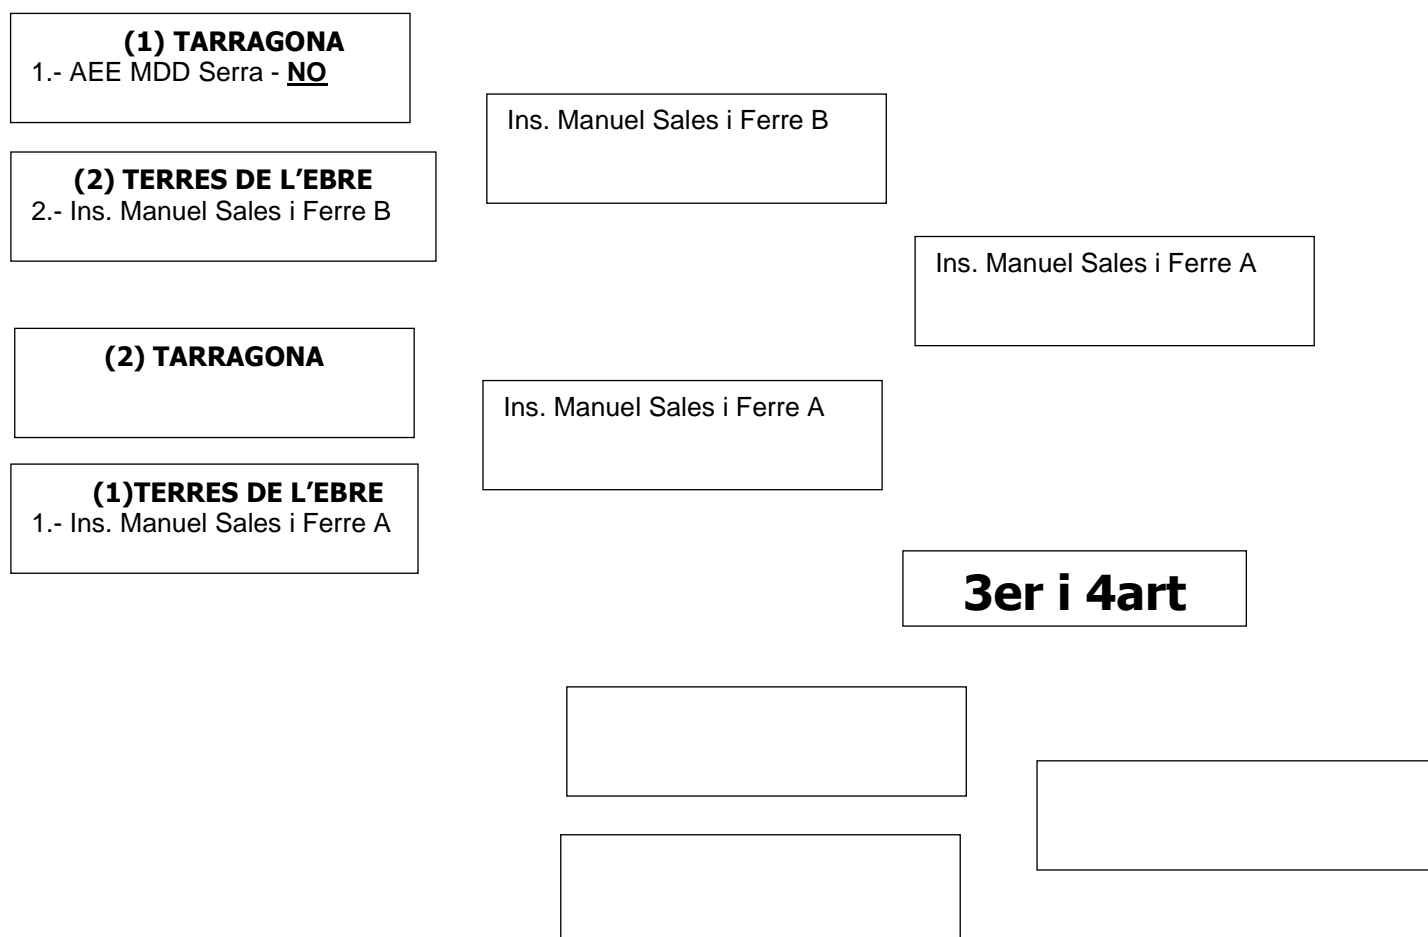 (1) TARRAGONA
1.- AEE MDD Serra - NO
Ins. Manuel Sales i Ferre B
(2) TERRES DE L'EBRE
2.- Ins. Manuel Sales i Ferre B
Ins. Manuel Sales i Ferre A
(2) TARRAGONA
Ins. Manuel Sales i Ferre A
(1)TERRES DE L'EBRE
1.- Ins. Manuel Sales i Ferre A
3er i 4art